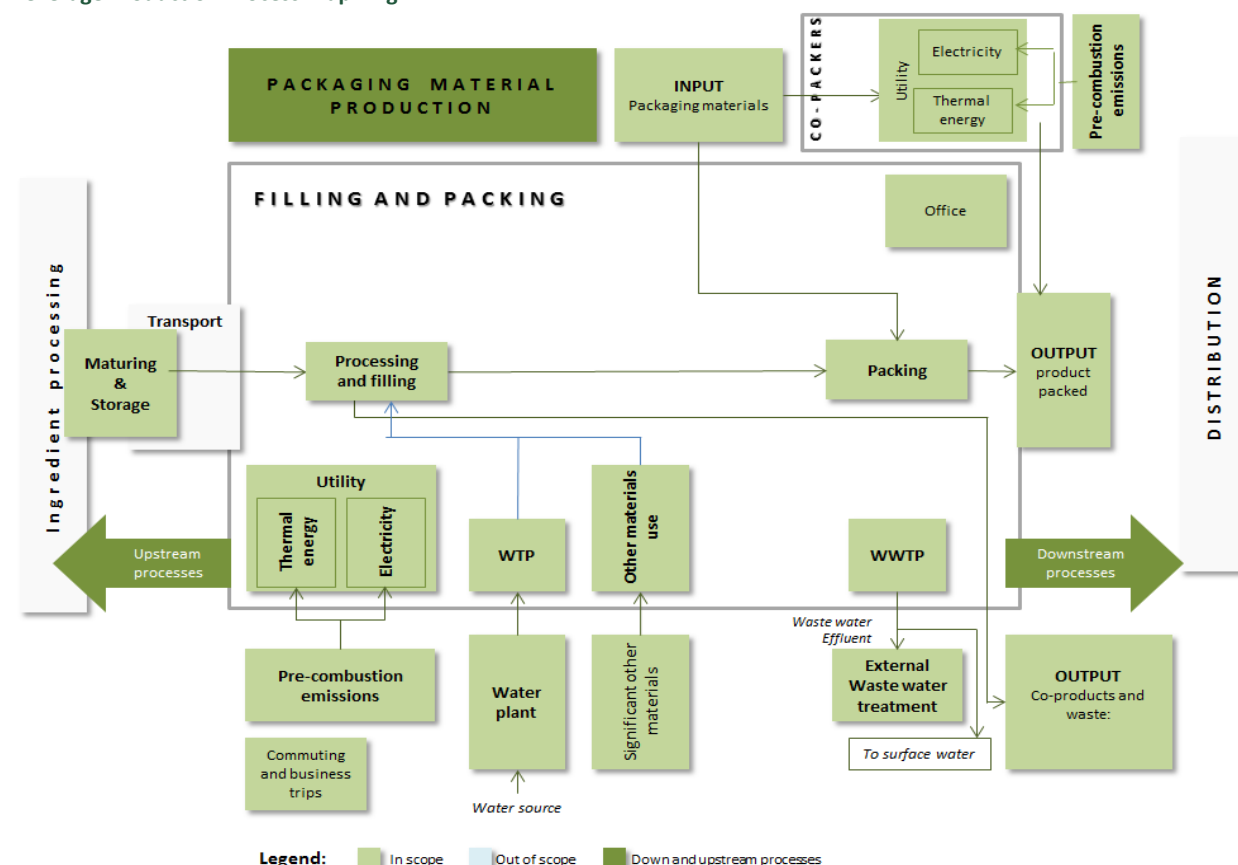 PACKAGING MATERIAL
PRODUCTION
INPUT
Packaging materials
CO-PACKERS
Utility
Electricity
Thermal
energy
Pre-combustion
emissions
FILLING AND PACKING
Office
Ingredient processing
Transport
Maturing
&
Storage
Processing
and filling
Packing
OUTPUT
product
packed
DISTRIBUTION
Utility
Thermal
energy
Electricity
WTP
Other materials
use
WWTP
Upstream
processes
Downstream
processes
Waste water
Effluent
Pre-combustion
emissions
Water
plant
Significant other
materials
External
Waste water
treatment
OUTPUT
Co-products and
waste:
To surface water
Commuting
and business
trips
Water source
Legend:
In scope
Out of scope
Down and upstream processes